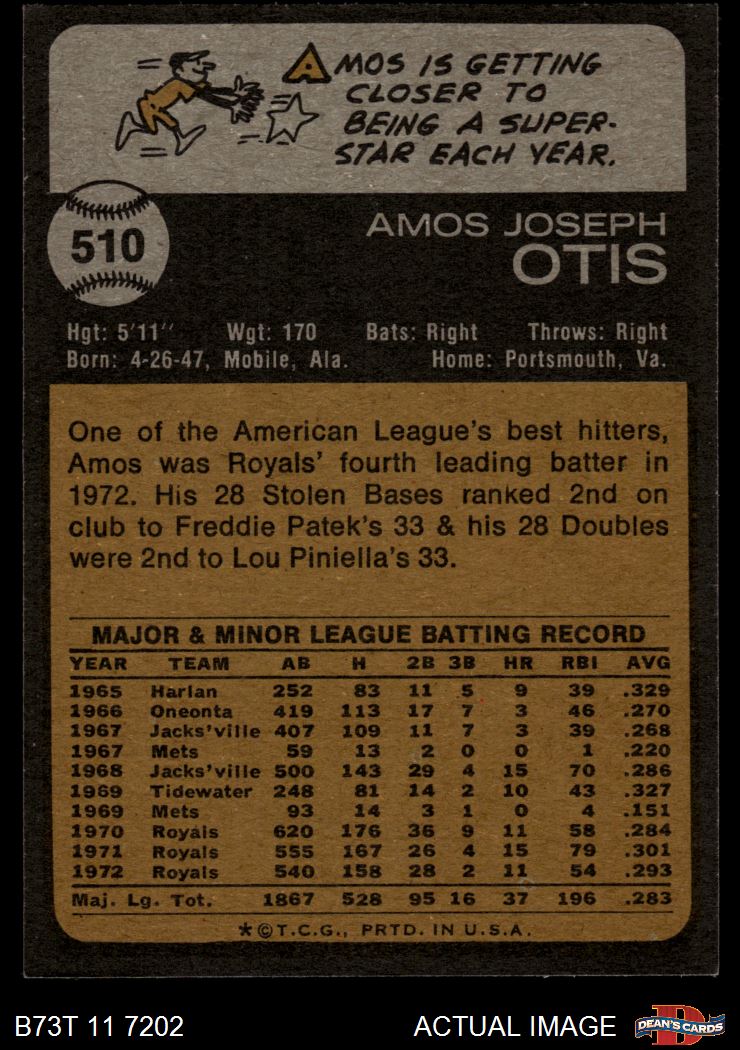 AMOS IS GETTING
CLOSER TO
BEING A SUPER-
STAR EACH YEAR.
510
AMOS JOSEPH
OTIS
Hgt: 5'11" Wgt: 170 Bats: Right Throws: Right
Born: 4-26-47, Mobile, Ala. Home: Portsmouth, Va.
One of the American League's best hitters,
Amos was Royals' fourth leading batter in
1972. His 28 Stolen Bases ranked 2nd on
club to Freddie Patek's 33 & his 28 Doubles
were 2nd to Lou Piniella's 33.
MAJOR & MINOR LEAGUE BATTING RECORD
YEAR TEAM AB H 2B 3B HR RBI AVG
1965 Harlan 252 83 11 5 9 39 .329
1966 Oneonta 419 113 17 7 3 46 .270
1967 Jacks'ville 407 109 11 7 3 39 .268
1967 Mets 59 13 2 0 0 1 .220
1968 Jacks'ville 500 143 29 4 15 70 .286
1969 Tidewater 248 81 14 2 10 43 .327
1969 Mets 93 14 3 1 0 4 .151
1970 Royals 620 176 36 9 11 58 .284
1971 Royals 555 167 26 4 15 79 .301
1972 Royals 540 158 28 2 11 54 .293
Maj. Lg. Tot. 1867 528 95 16 37 196 .283
*©T.C.G., PRTD. IN U.S.A.
B73T 11 7202 ACTUAL IMAGE D DEAN'S CARDS